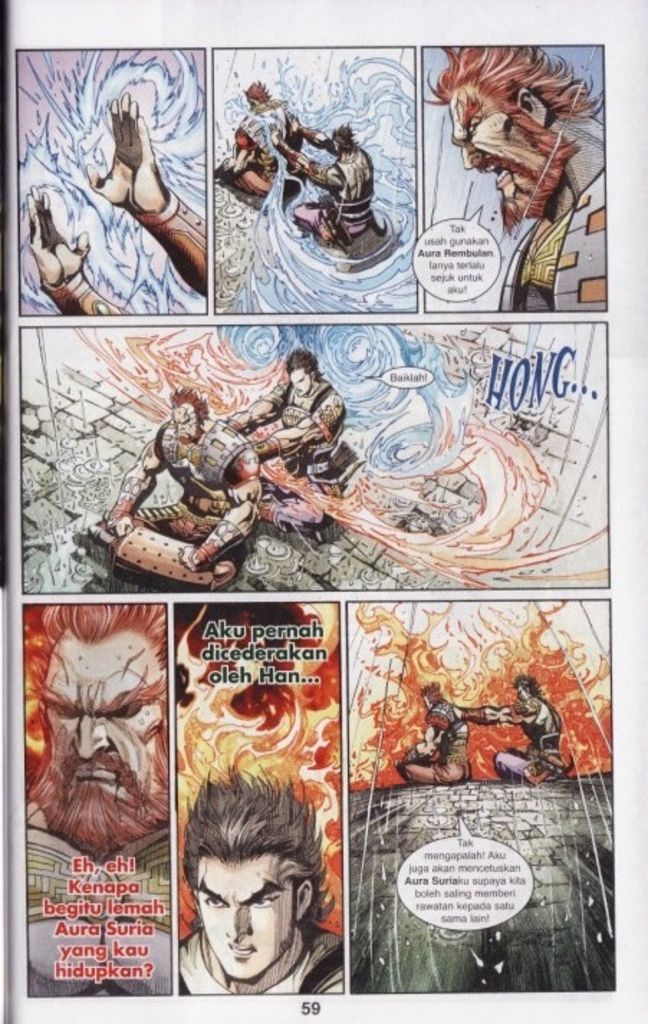 Tak
usah gunakan
Aura Rembulan.
Ianya terlalu
sejuk untuk
aku!
Baiklah!
HONG...
Eh, eh!
Kenapa
begitu lemah
Aura Suria
yang kau
hidupkan?
Aku pernah
dicederakan
oleh Han...
Tak
mengapalah! Aku
juga akan mencetuskan
Aura Suriaku supaya kita
boleh saling memberi
rawatan kepada satu
sama lain!
59